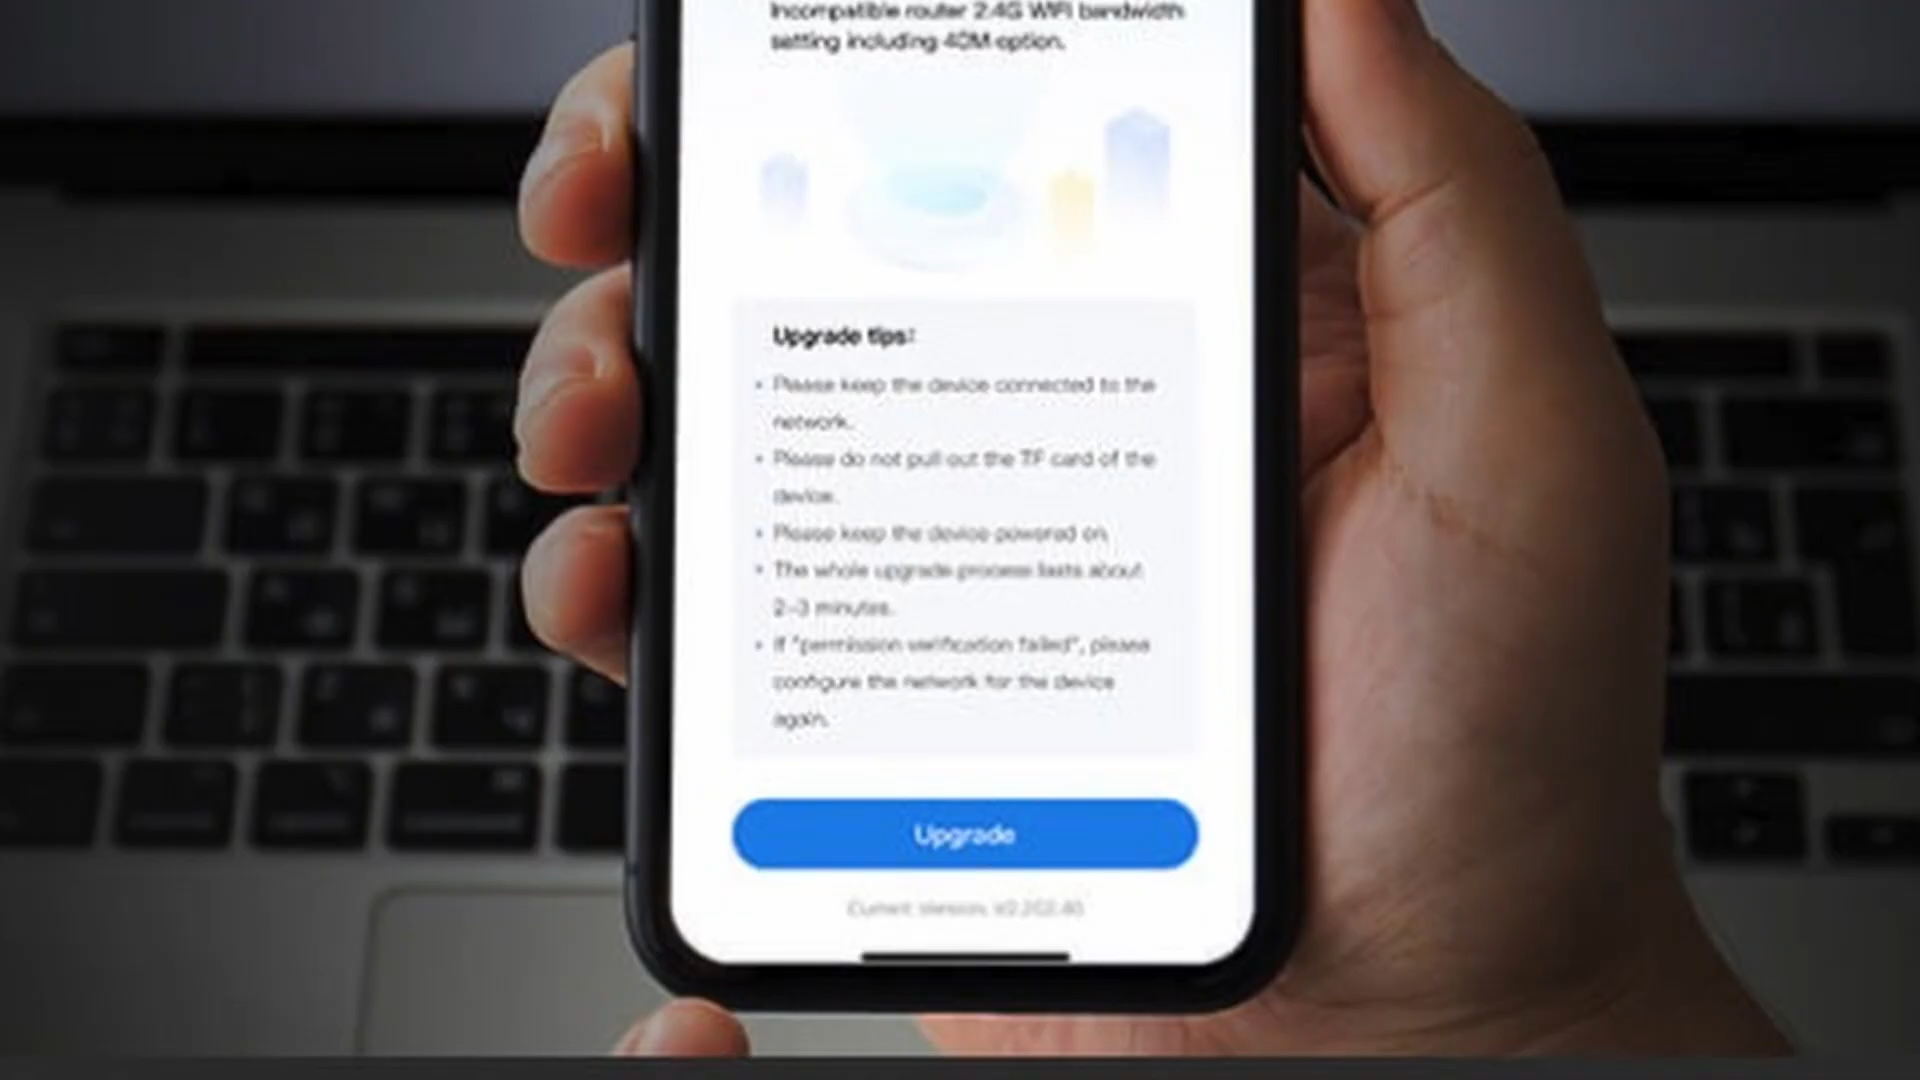 Incompatible router 2.4G WIFI bandwidth
setting including 40M option.
Upgrade tips:
• Please keep the device connected to the
network.
• Please do not pull out the TF card of the
device.
• Please keep the device powered on.
• The whole upgrade process lasts about
2-3 minutes.
• If "permission verification failed", please
configure the network for the device
again.
Upgrade
Current version: